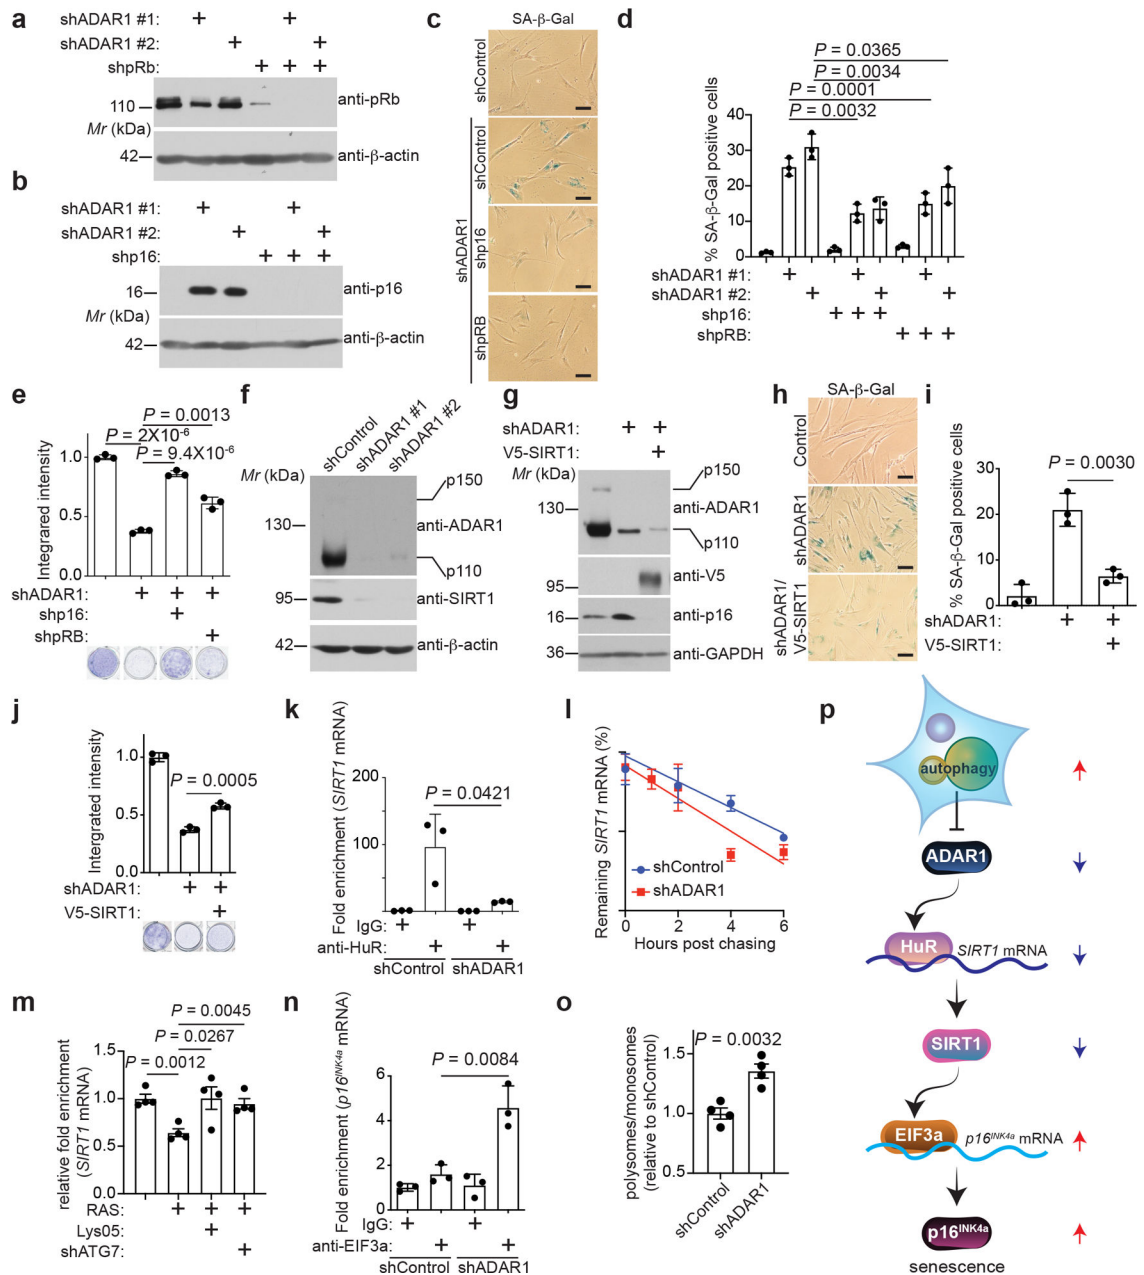 a
shADAR1 #1: +  +
shADAR1 #2: +  +
shpRb: + + +
110
anti-pRb
Mr (kDa)
42
anti-β-actin
b
shADAR1 #1: +  +
shADAR1 #2: +  +
shp16: + + +
16
anti-p16
Mr (kDa)
42
anti-β-actin
c
SA-β-Gal
shControl
shControl
shp16
shpRB
shADAR1
d
P = 0.0365
P = 0.0034
P = 0.0001
P = 0.0032
% SA-β-Gal positive cells
40
30
20
10
0
shADAR1 #1: + + +
shADAR1 #2: + + +
shp16: + + +
shpRB: + + +
e
P = 0.0013
P = 2X10-6
P = 9.4X10-6
Integrared intensity
1.0
0.5
0.0
shADAR1: + + +
shp16: +
shpRB: +
f
shControl
shADAR1 #1
shADAR1 #2
Mr (kDa)
p150
130
anti-ADAR1
p110
95
anti-SIRT1
42
anti-β-actin
g
shADAR1: + +
V5-SIRT1: +
Mr (kDa)
p150
130
anti-ADAR1
p110
95
anti-V5
16
anti-p16
36
anti-GAPDH
h
SA-β-Gal
Control
shADAR1
shADAR1/
V5-SIRT1
i
P = 0.0030
% SA-β-Gal positive cells
30
20
10
0
shADAR1: + +
V5-SIRT1: +
j
Intergrated intensity
1.0
0.5
0.0
P = 0.0005
shADAR1: + +
V5-SIRT1: +
k
Fold enrichment (SIRT1 mRNA)
200
100
0
P = 0.0421
IgG: + +
anti-HuR: + +
shControl shADAR1
l
Remaining SIRT1 mRNA (%)
shControl
shADAR1
0 2 4 6
Hours post chasing
m
P = 0.0045
P = 0.0267
P = 0.0012
relative fold enrichment
(SIRT1 mRNA)
1.5
1.0
0.5
0.0
RAS: + + +
Lys05: +
shATG7: +
n
Fold enrichment (p16INK4a mRNA)
6
4
2
0
P = 0.0084
IgG: + +
anti-EIF3a: + +
shControl shADAR1
o
P = 0.0032
polysomes/monosomes
(relative to shControl)
1.5
1.0
0.5
shControl
shADAR1
p
autophagy
ADAR1
HuR
SIRT1 mRNA
SIRT1
EIF3a
p16INK4a mRNA
p16INK4a
senescence